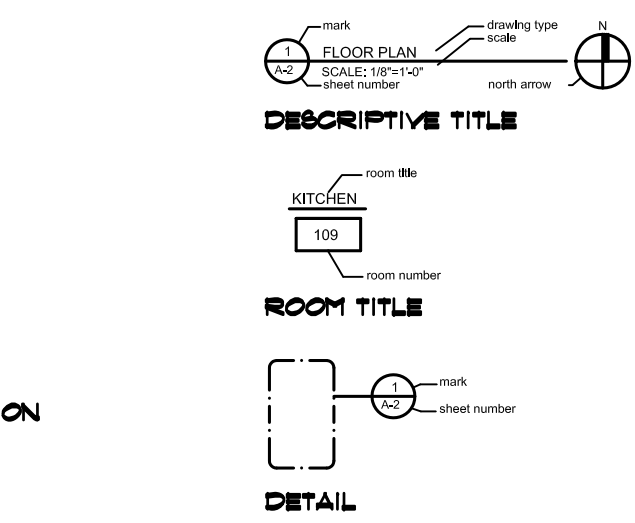 mark
drawing type
N
1 FLOOR PLAN
scale
A-2 SCALE: 1/8"=1'-0"
sheet number
north arrow
DESCRIPTIVE TITLE
room title
KITCHEN
109
room number
ROOM TITLE
1
mark
A-2
sheet number
ON
DETAIL